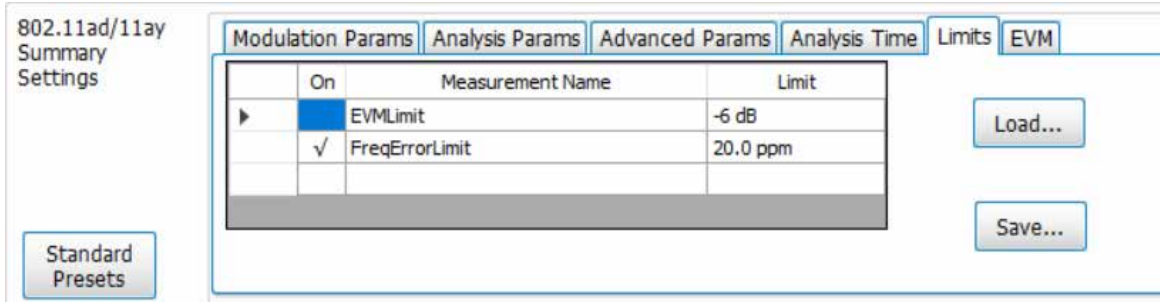 802.11ad/11ay
Summary
Settings
Modulation Params Analysis Params Advanced Params Analysis Time Limits EVM
On Measurement Name Limit
EVMLimit -6 dB
√ FreqErrorLimit 20.0 ppm
Load...
Save...
Standard
Presets